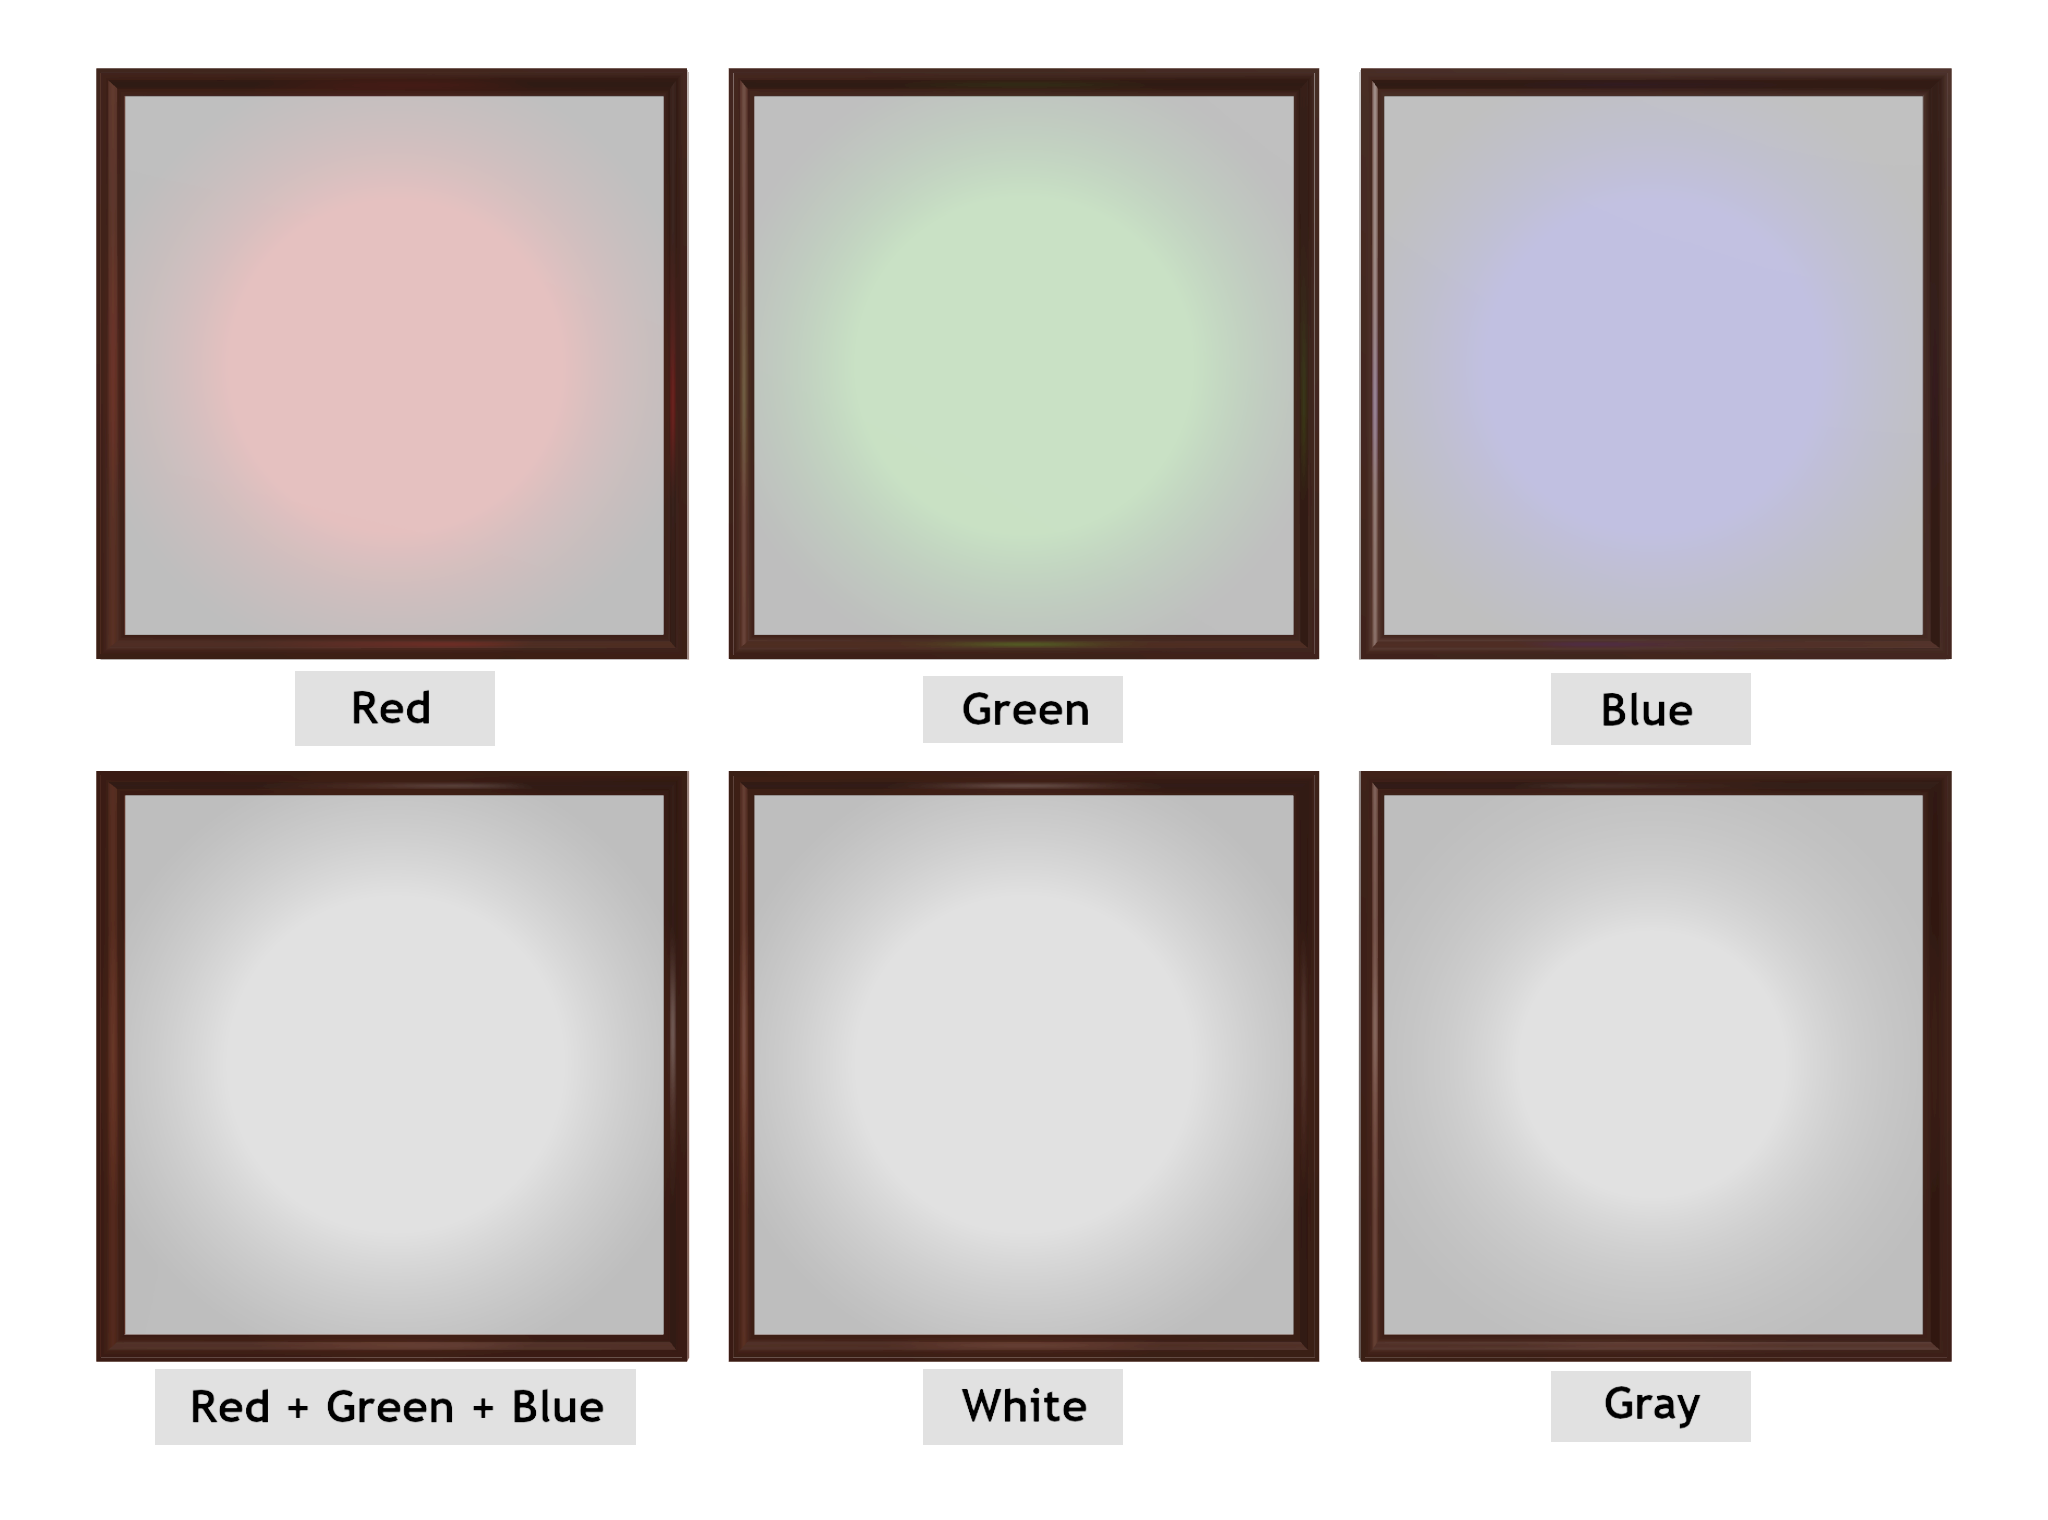 Red
Green
Blue
Red + Green + Blue
White
Gray